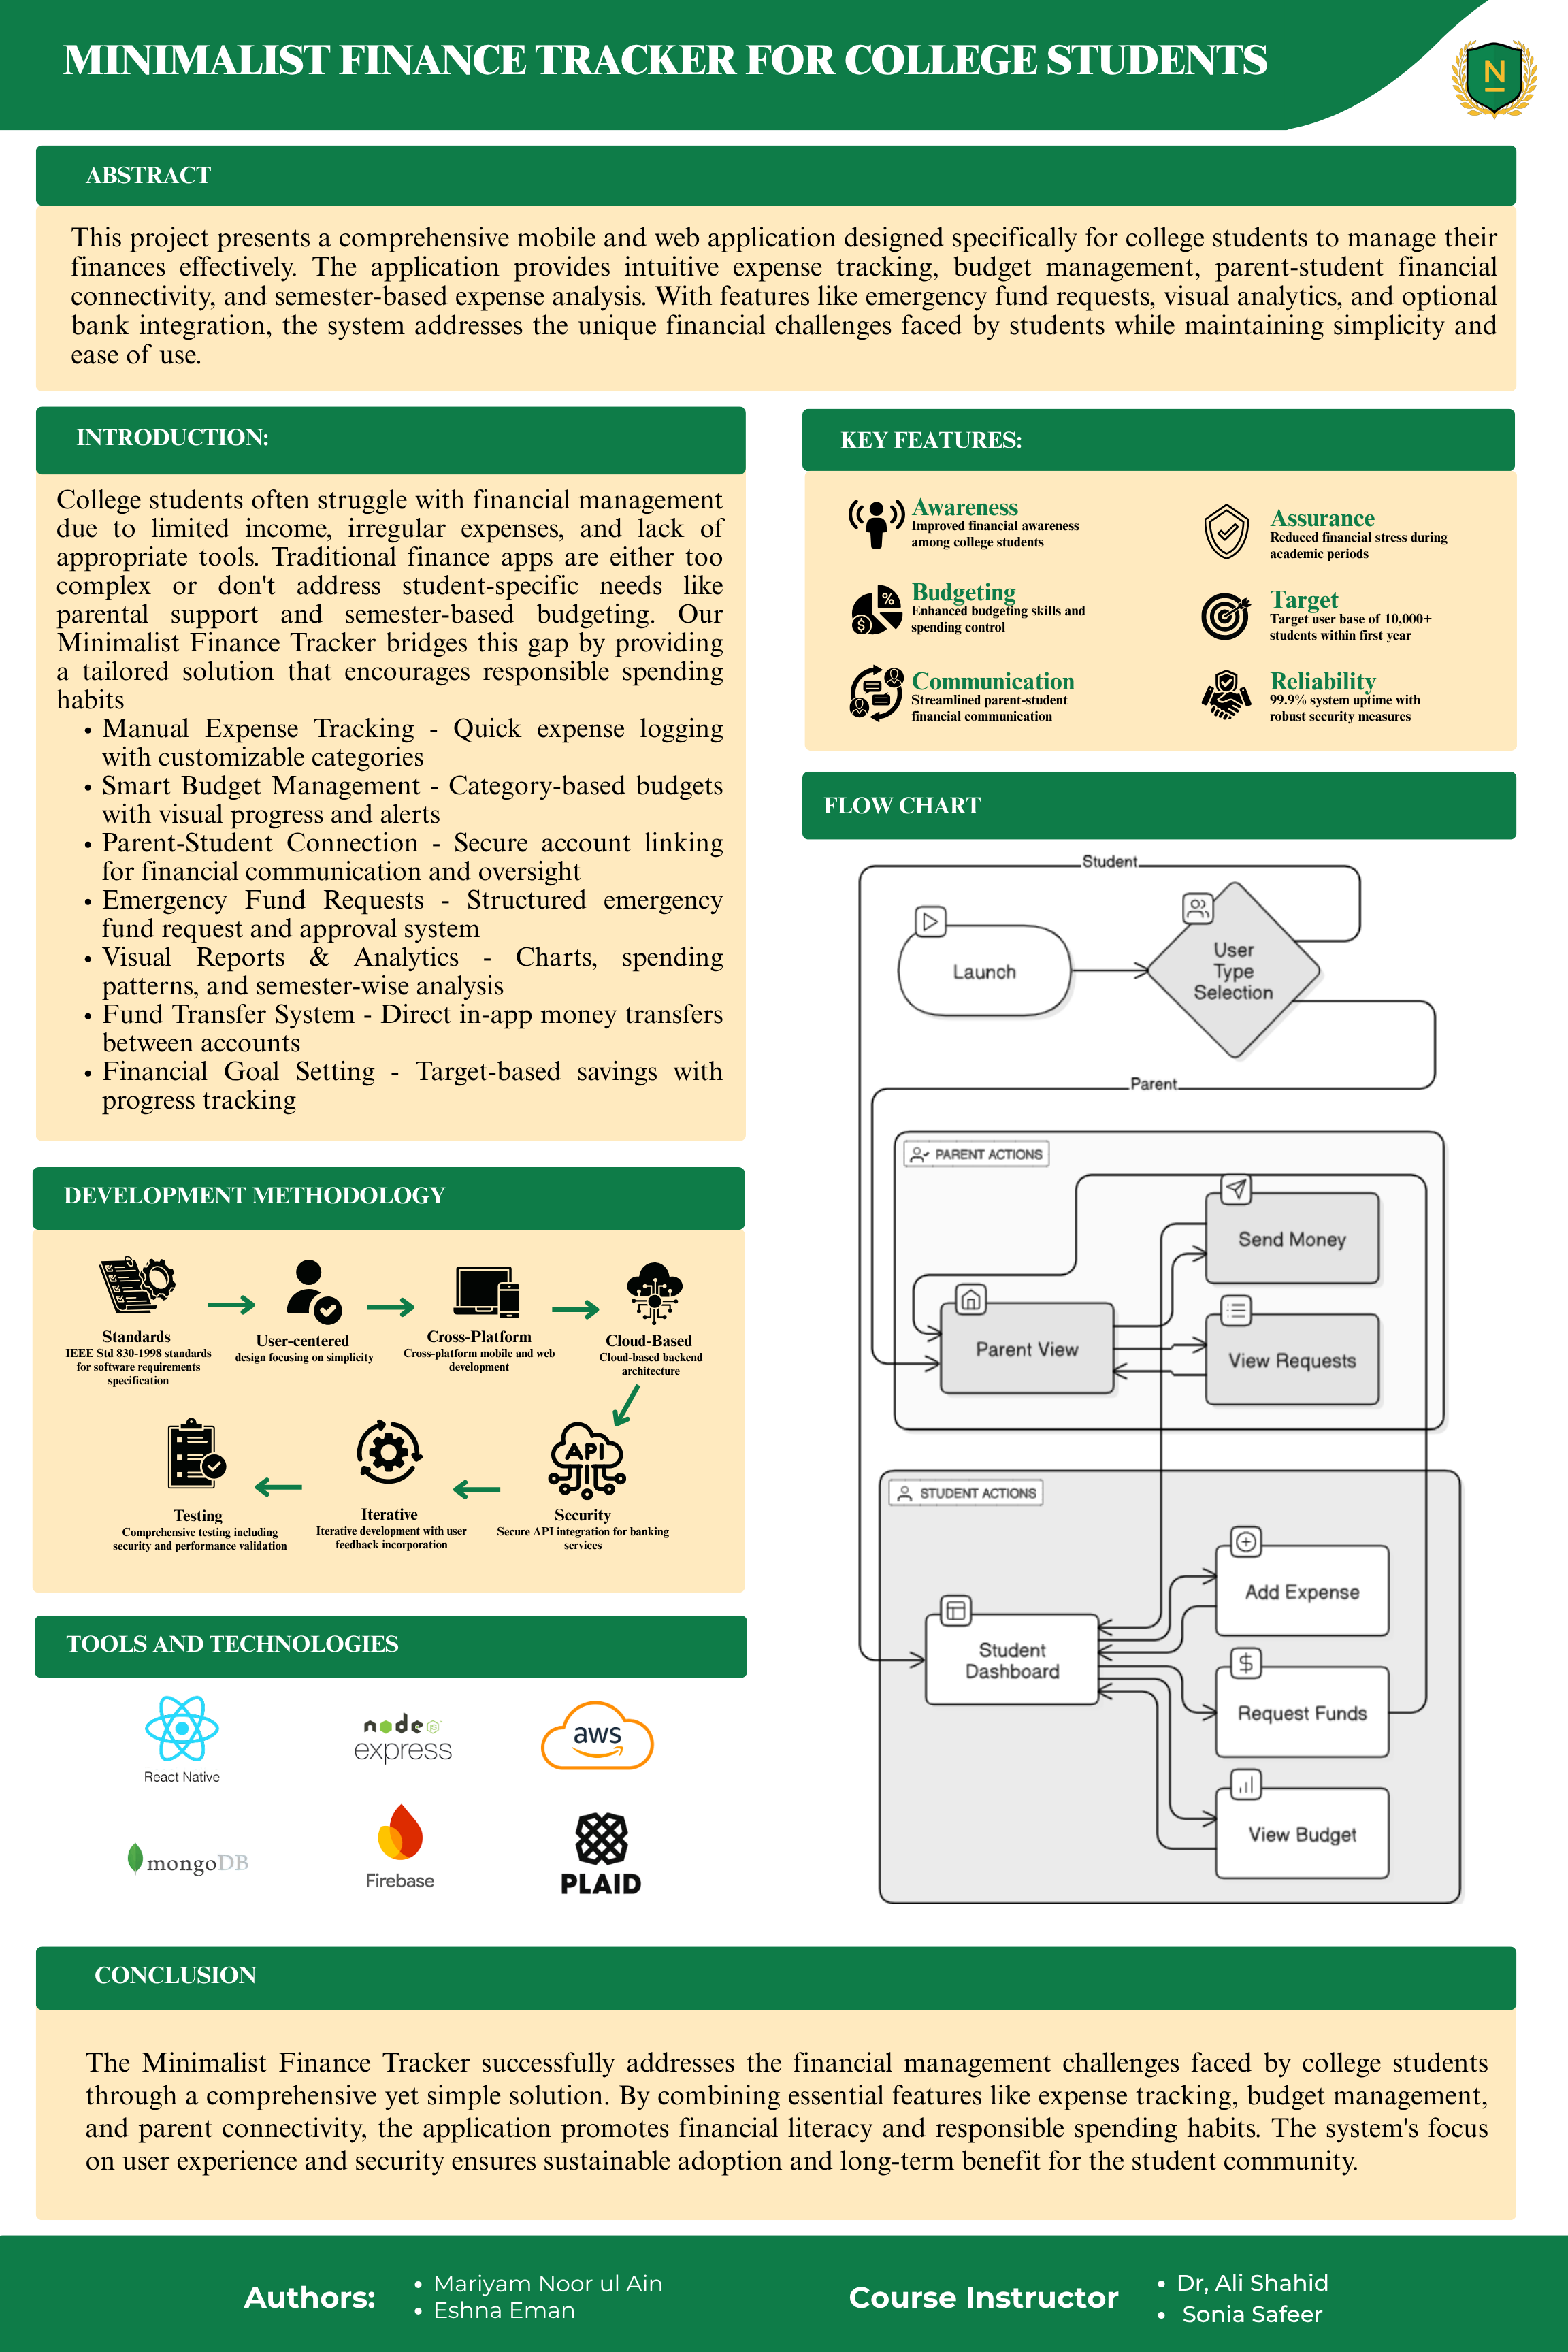 MINIMALIST FINANCE TRACKER FOR COLLEGE STUDENTS
N
ABSTRACT
This project presents a comprehensive mobile and web application designed specifically for college students to manage their
finances effectively. The application provides intuitive expense tracking, budget management, parent-student financial
connectivity, and semester-based expense analysis. With features like emergency fund requests, visual analytics, and optional
bank integration, the system addresses the unique financial challenges faced by students while maintaining simplicity and
ease of use.
INTRODUCTION:
College students often struggle with financial management
due to limited income, irregular expenses, and lack of
appropriate tools. Traditional finance apps are either too
complex or don't address student-specific needs like
parental support and semester-based budgeting. Our
Minimalist Finance Tracker bridges this gap by providing
a tailored solution that encourages responsible spending
habits
• Manual Expense Tracking - Quick expense logging
with customizable categories
• Smart Budget Management - Category-based budgets
with visual progress and alerts
• Parent-Student Connection - Secure account linking
for financial communication and oversight
• Emergency Fund Requests - Structured emergency
fund request and approval system
• Visual Reports & Analytics - Charts, spending
patterns, and semester-wise analysis
• Fund Transfer System - Direct in-app money transfers
between accounts
• Financial Goal Setting - Target-based savings with
progress tracking
KEY FEATURES:
Awareness
Improved financial awareness
among college students
Assurance
Reduced financial stress during
academic periods
%
$
Budgeting
Enhanced budgeting skills and
spending control
Target
Target user base of 10,000+
students within first year
Communication
Streamlined parent-student
financial communication
Reliability
99.9% system uptime with
robust security measures
FLOW CHART
Student
Launch
User
Type
Selection
Parent
PARENT ACTIONS
Send Money
Parent View
View Requests
STUDENT ACTIONS
Add Expense
Student
Dashboard
$
Request Funds
View Budget
DEVELOPMENT METHODOLOGY
Standards
IEEE Std 830-1998 standards
for software requirements
specification
User-centered
design focusing on simplicity
Cross-Platform
Cross-platform mobile and web
development
Cloud-Based
Cloud-based backend
architecture
Testing
Comprehensive testing including
security and performance validation
Iterative
Iterative development with user
feedback incorporation
API
Security
Secure API integration for banking
services
TOOLS AND TECHNOLOGIES
React Native
node JS
express
aws
mongoDB
Firebase
PLAID
CONCLUSION
The Minimalist Finance Tracker successfully addresses the financial management challenges faced by college students
through a comprehensive yet simple solution. By combining essential features like expense tracking, budget management,
and parent connectivity, the application promotes financial literacy and responsible spending habits. The system's focus
on user experience and security ensures sustainable adoption and long-term benefit for the student community.
Authors:
• Mariyam Noor ul Ain
• Eshna Eman
Course Instructor
• Dr, Ali Shahid
• Sonia Safeer